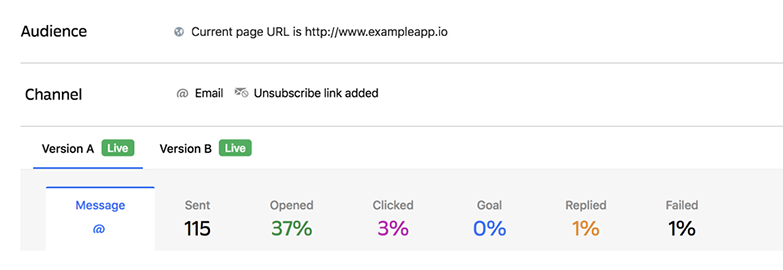 Audience Current page URL is http://www.exampleapp.io
Channel @ Email Unsubscribe link added
Version A Live Version B Live
Message Sent Opened Clicked Goal Replied Failed
@ 115 37% 3% 0% 1% 1%